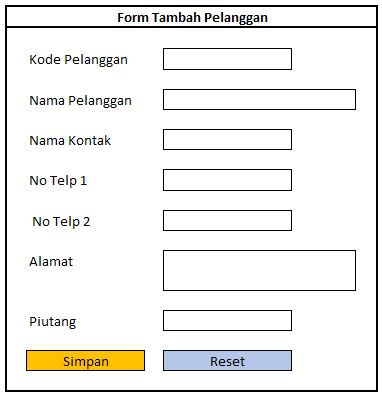 Form Tambah Pelanggan
Kode Pelanggan
Nama Pelanggan
Nama Kontak
No Telp 1
No Telp 2
Alamat
Piutang
Simpan Reset